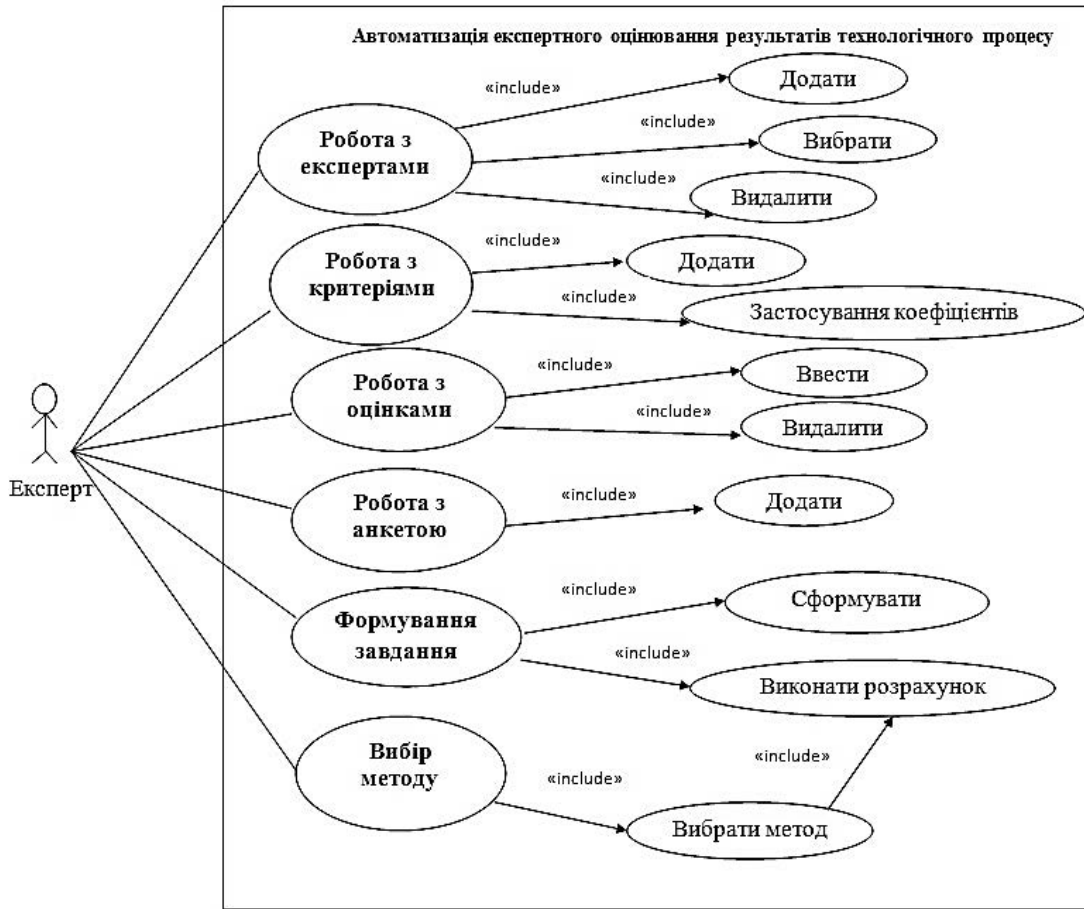 Автоматизація експертного оцінювання результатів технологічного процесу
«include»
Додати
Робота з
експертами
«include»
Вибрати
«include»
Видалити
Робота з
критеріями
«include»
Додати
«include»
Застосування коефіцієнтів
Робота з
оцінками
«include»
Ввести
«include»
Видалити
Експерт
Робота з
анкетою
«include»
Додати
Формування
завдання
«include»
Сформувати
«include»
Виконати розрахунок
Вибір
методу
«include»
«include»
Вибрати метод